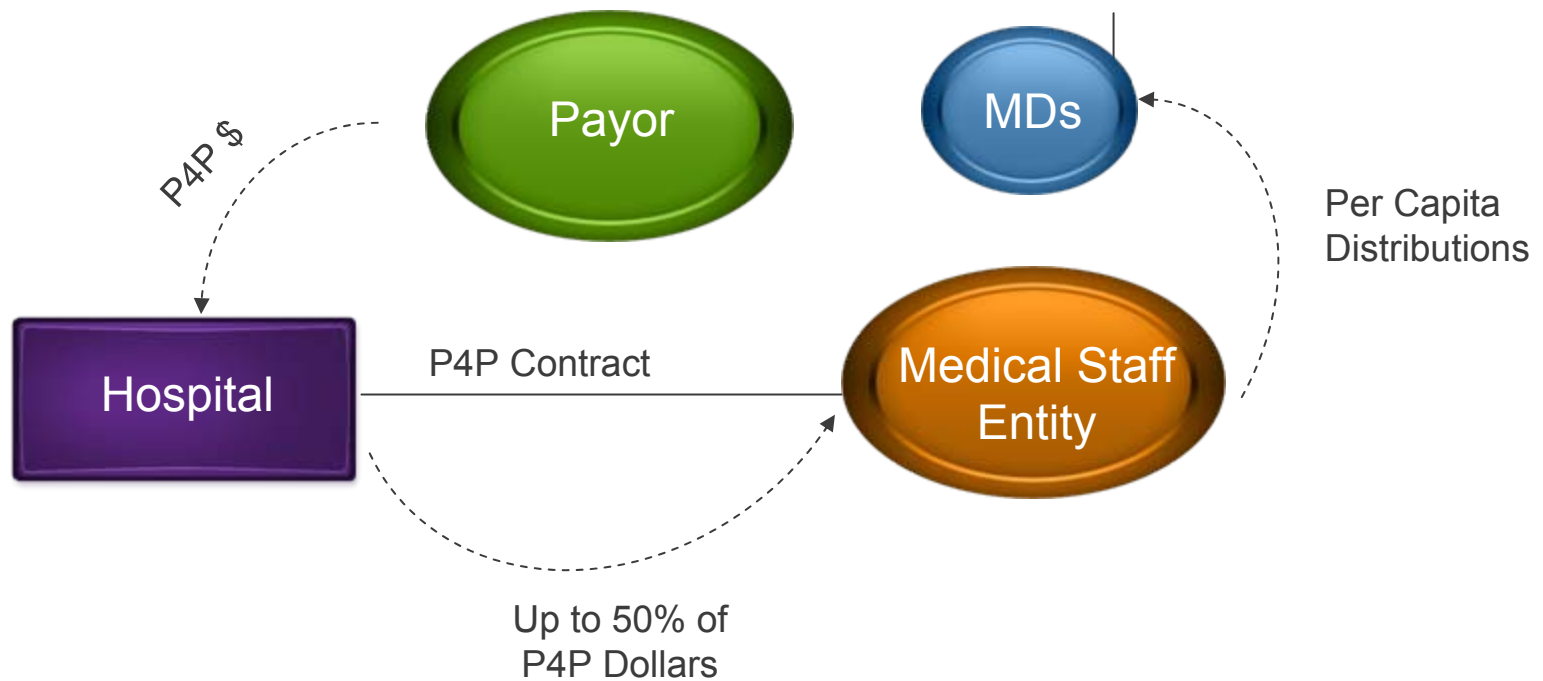 Payor
MDs
P4P $
Per Capita
Distributions
Hospital
P4P Contract
Medical Staff
Entity
Up to 50% of
P4P Dollars